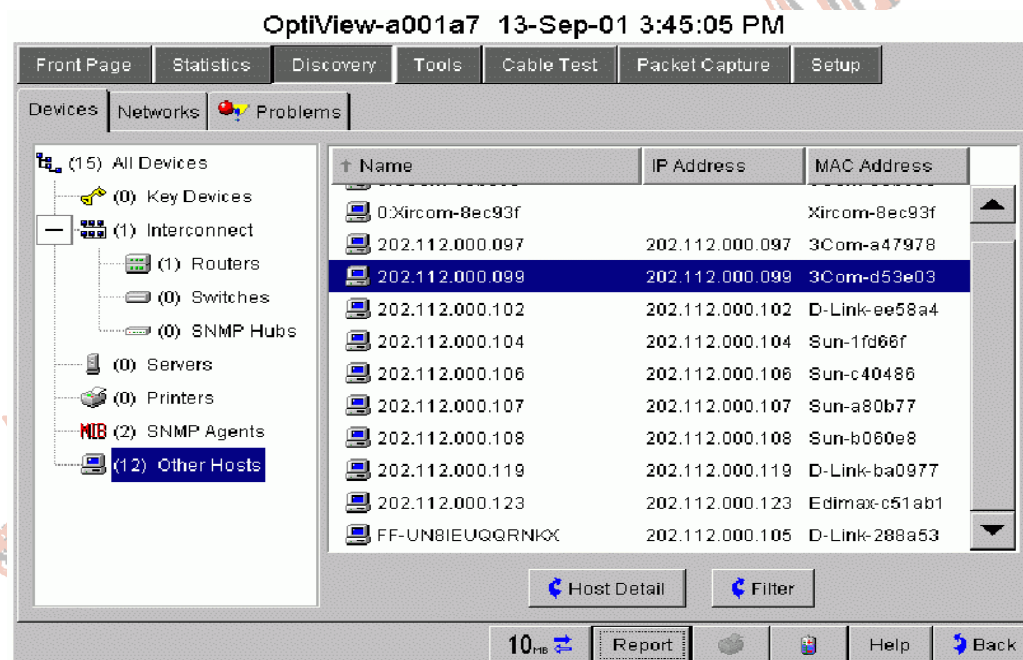 OptiView-a001a7 13-Sep-01 3:45:05 PM
Front Page Statistics Discovery Tools Cable Test Packet Capture Setup
Devices Networks Problems
(15) All Devices
(0) Key Devices
(1) Interconnect
(1) Routers
(0) Switches
(0) SNMP Hubs
(0) Servers
(0) Printers
MIB (2) SNMP Agents
(12) Other Hosts
Name IP Address MAC Address
0:Xircom-8ec93f Xircom-8ec93f
202.112.000.097 202.112.000.097 3Com-a47978
202.112.000.099 202.112.000.099 3Com-d53e03
202.112.000.102 202.112.000.102 D-Link-ee58a4
202.112.000.104 202.112.000.104 Sun-1fd66f
202.112.000.106 202.112.000.106 Sun-c40486
202.112.000.107 202.112.000.107 Sun-a80b77
202.112.000.108 202.112.000.108 Sun-b060e8
202.112.000.119 202.112.000.119 D-Link-ba0977
202.112.000.123 202.112.000.123 Edimax-c51ab1
FF-UN8IEUQQRNKX 202.112.000.105 D-Link-288a53
Host Detail Filter
10 MB Report Help Back